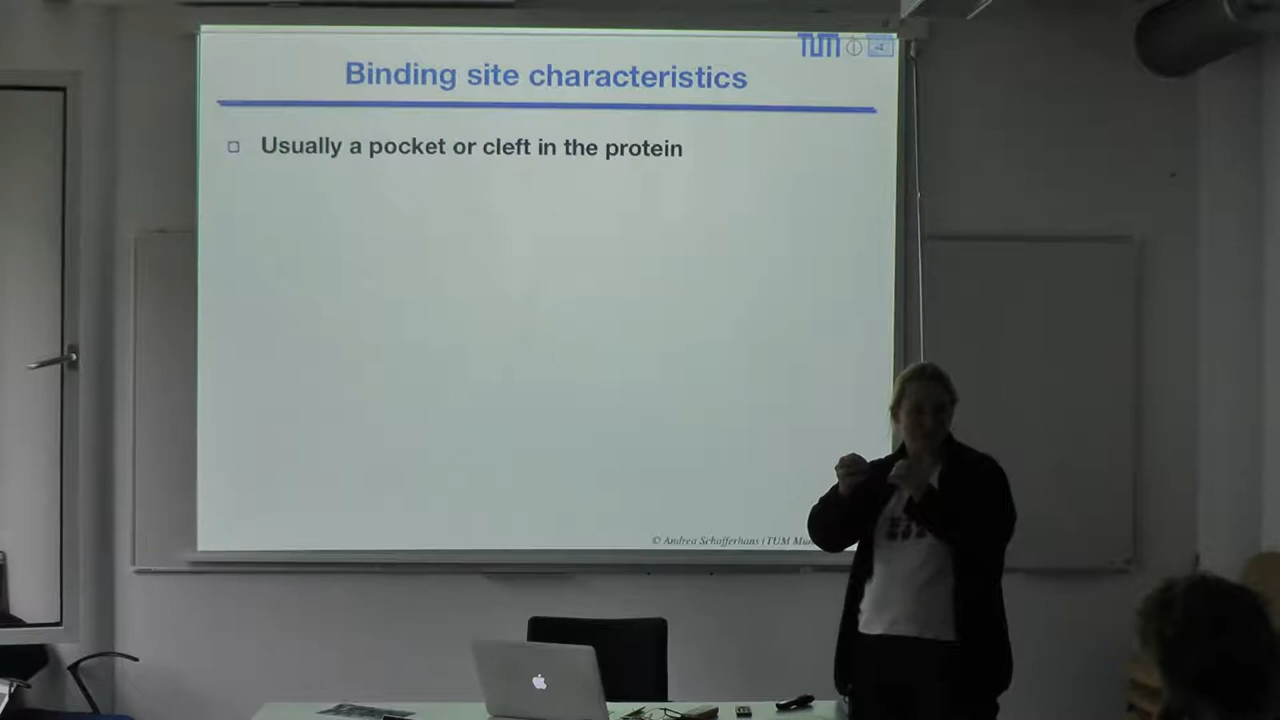 TUM
Binding site characteristics
Usually a pocket or cleft in the protein
© Andrea Schafferhans (TUM